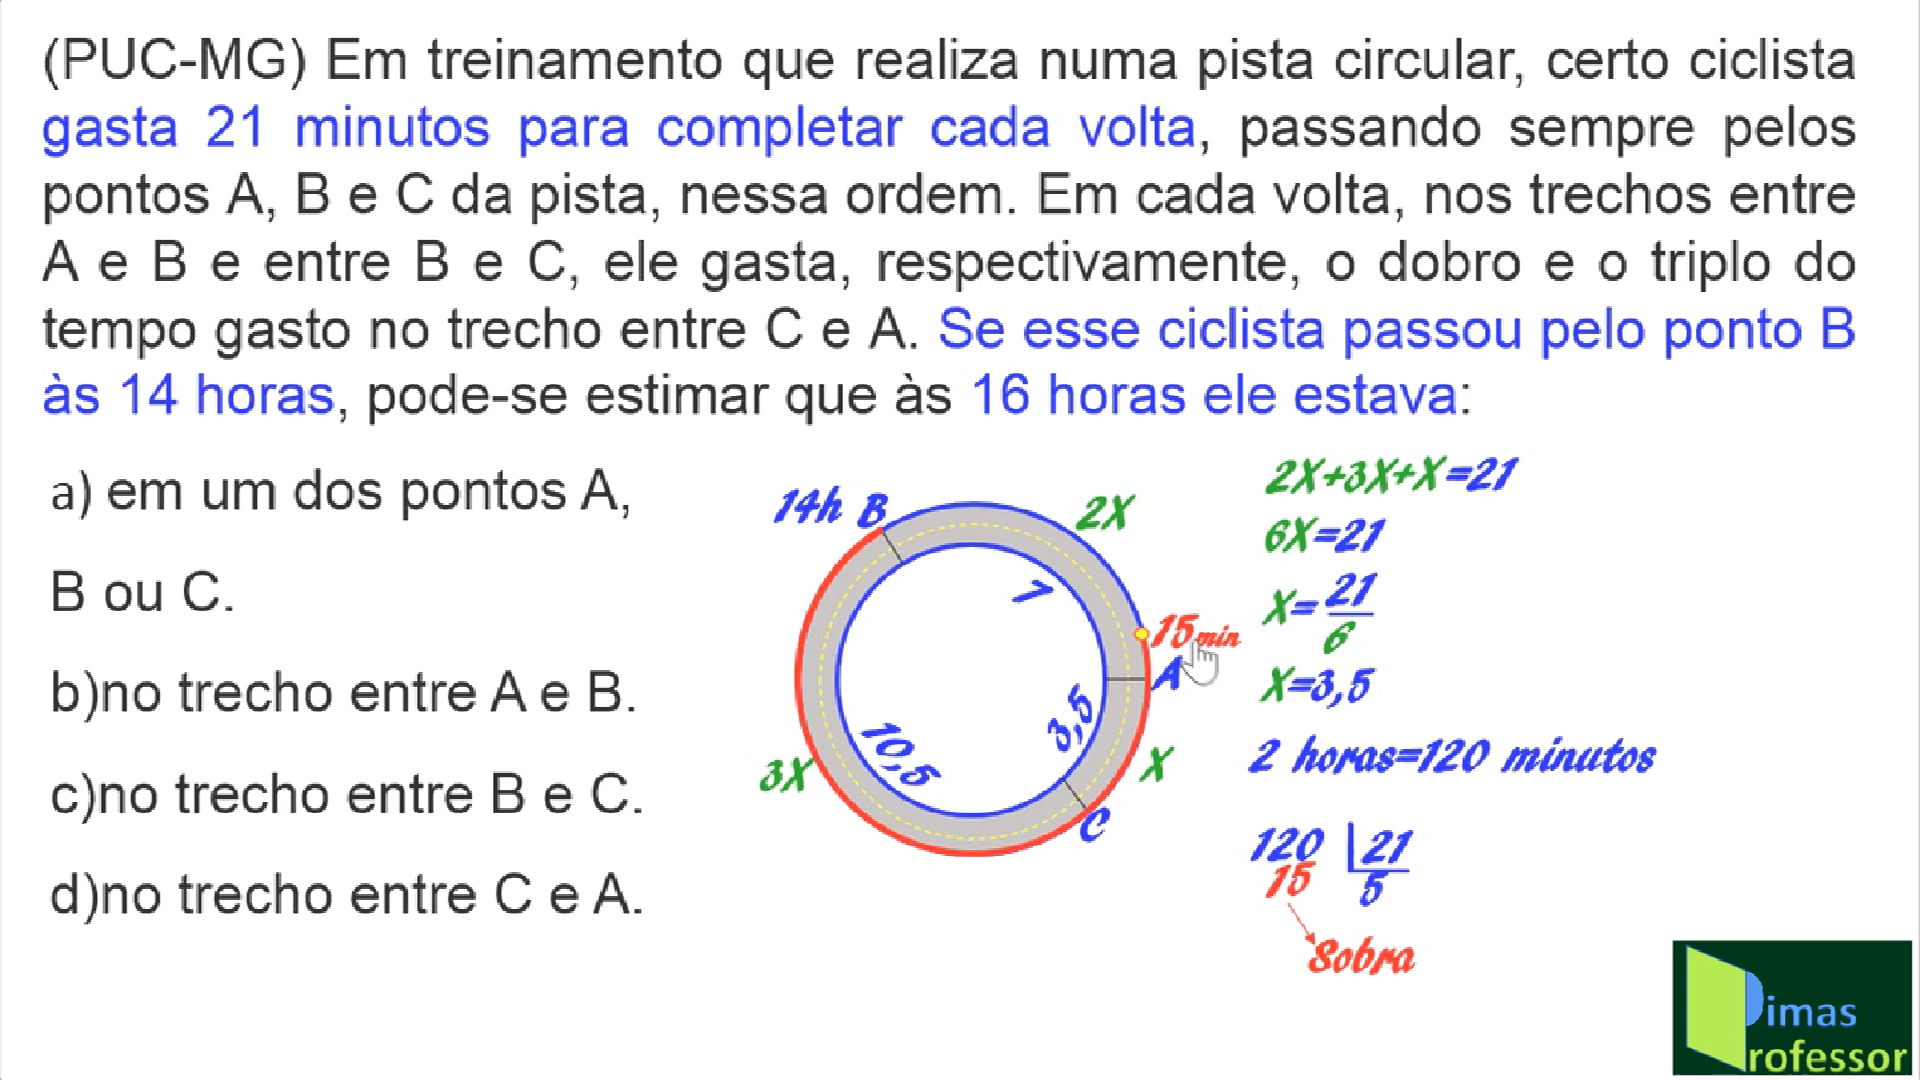 (PUC-MG) Em treinamento que realiza numa pista circular, certo ciclista
gasta 21 minutos para completar cada volta, passando sempre pelos
pontos A, B e C da pista, nessa ordem. Em cada volta, nos trechos entre
A e B e entre B e C, ele gasta, respectivamente, o dobro e o triplo do
tempo gasto no trecho entre C e A. Se esse ciclista passou pelo ponto B
às 14 horas, pode-se estimar que às 16 horas ele estava:
a) em um dos pontos A,
B ou C.
b)no trecho entre A e B.
c)no trecho entre B e C.
d)no trecho entre C e A.
14h B
2X
7
15min
A
3,5
10,5
3X
X
C
2X+3X+X=21
6X=21
X=21
6
X=3,5
2 horas=120 minutos
120 21
15 5
Sobra
Dimas
rofessor